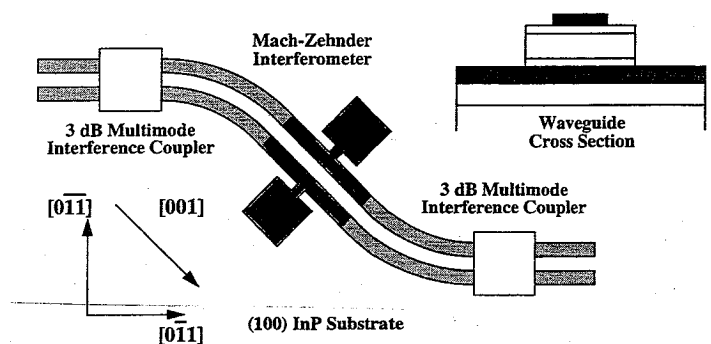 Mach-Zehnder
Interferometer
3 dB Multimode
Interference Coupler
Waveguide
Cross Section
3 dB Multimode
Interference Coupler
[01̅1̅]
[001]
[01̅1]
(100) InP Substrate